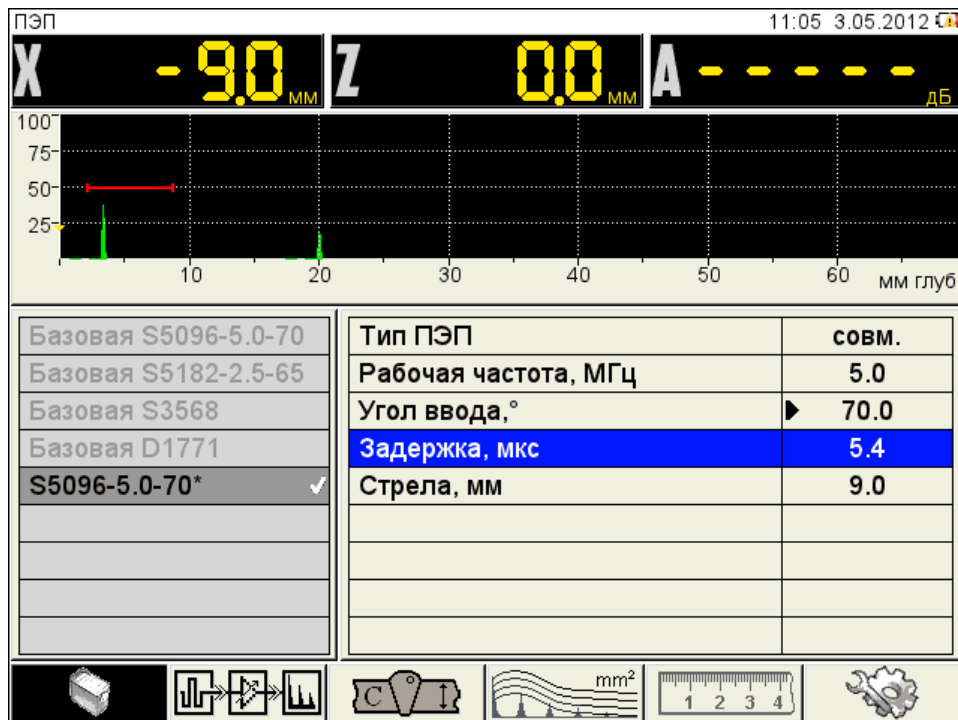 ПЭП 11:05 3.05.2012
X - 9.0 мм Z 0.0 мм A - - - - - дБ
100
75
50
25
10 20 30 40 50 60 мм глуб
Базовая S5096-5.0-70
Базовая S5182-2.5-65
Базовая S3568
Базовая D1771
S5096-5.0-70*
Тип ПЭП совм.
Рабочая частота, МГц 5.0
Угол ввода,° 70.0
Задержка, мкс 5.4
Стрела, мм 9.0
C mm² 1 2 3 4